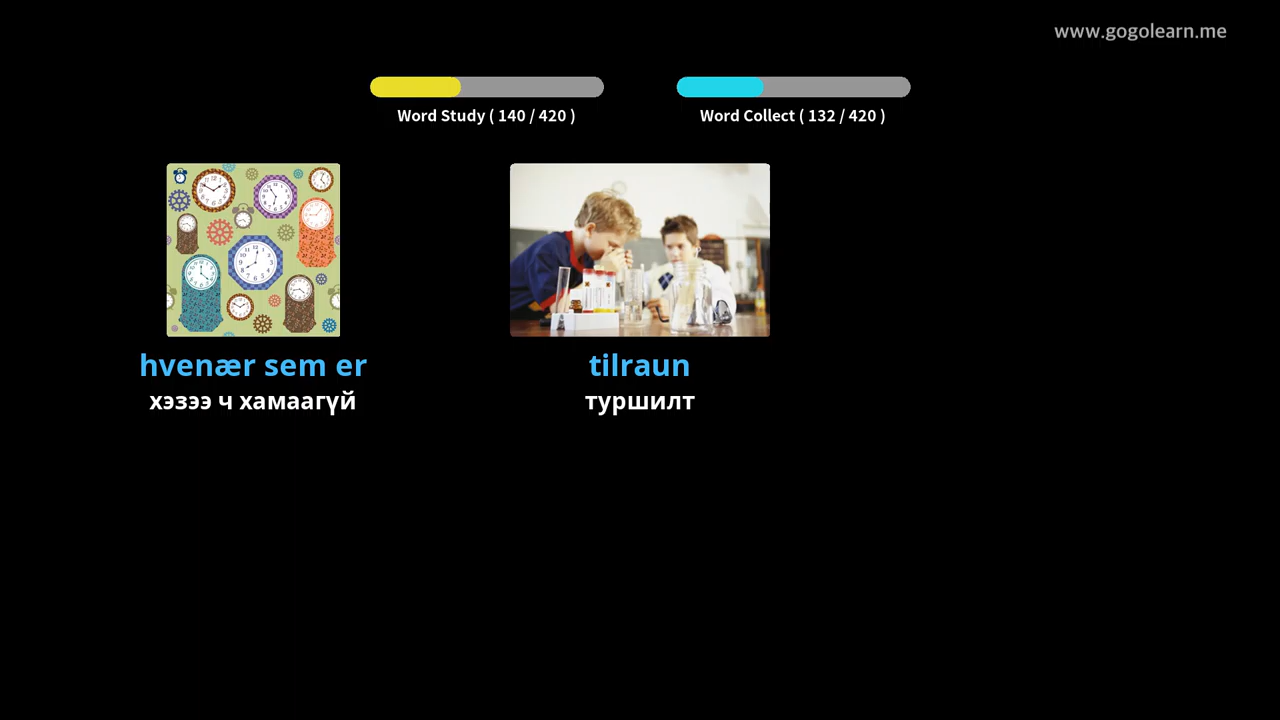 www.gogolearn.me
Word Study ( 140 / 420 )
Word Collect ( 132 / 420 )
hvenær sem er
хэзээ ч хамаагүй
tilraun
туршилт